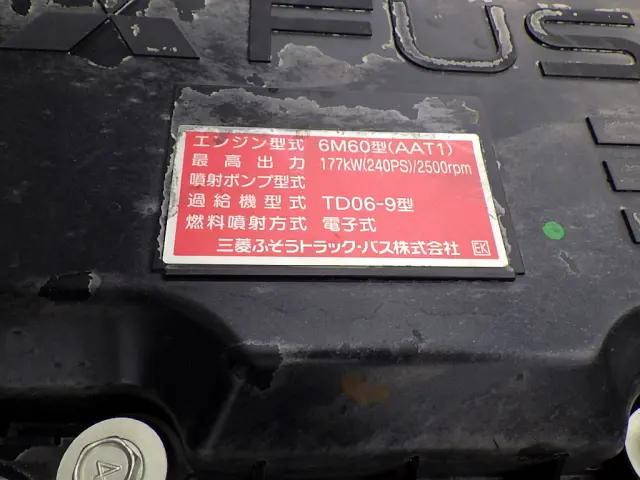 FUS
エンジン型式 6M60型(AAT1)
最高出力 177kW(240PS)/2500rpm
噴射ポンプ型式
過給機型式 TD06-9型
燃料噴射方式 電子式
三菱ふそうトラック・バス株式会社 EK
4